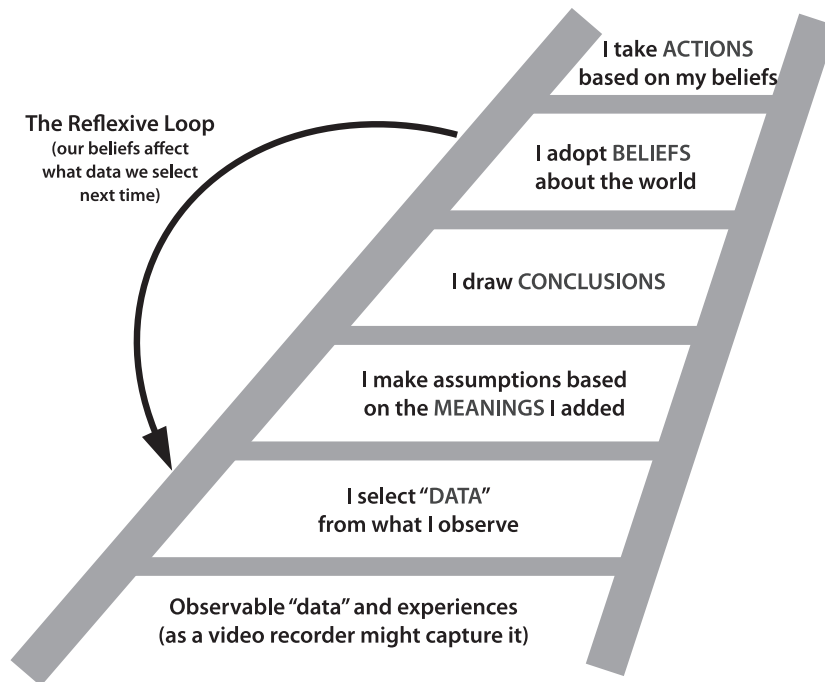 I take ACTIONS
based on my beliefs
The Reflexive Loop
(our beliefs affect
what data we select
next time)
I adopt BELIEFS
about the world
I draw CONCLUSIONS
I make assumptions based
on the MEANINGS I added
I select “DATA”
from what I observe
Observable “data” and experiences
(as a video recorder might capture it)